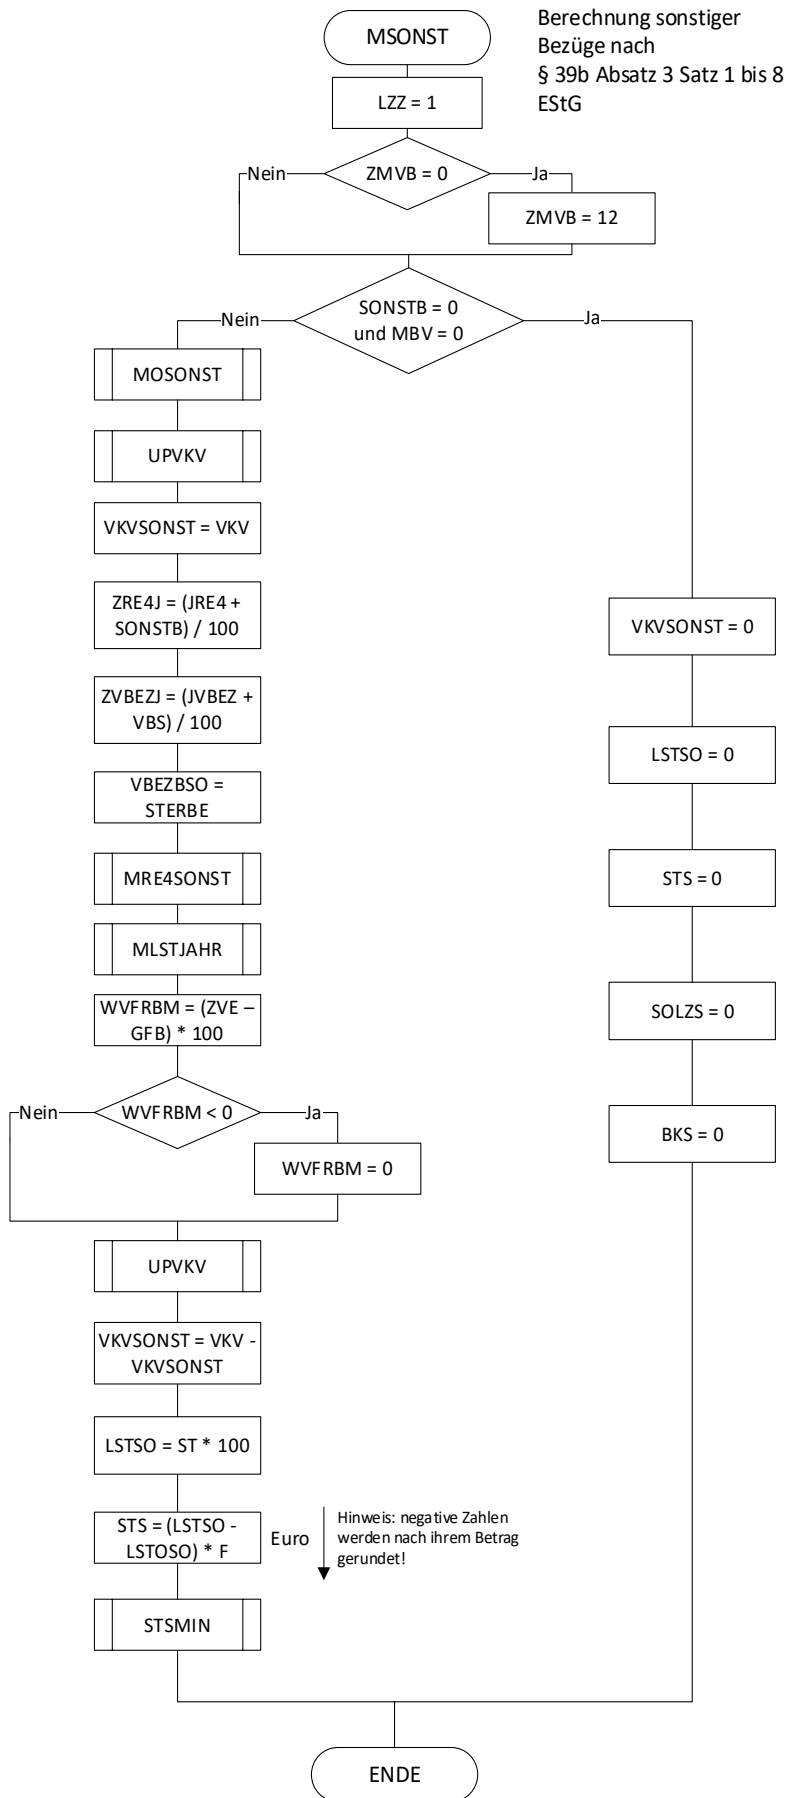 MSONST
Berechnung sonstiger
Bezüge nach
§ 39b Absatz 3 Satz 1 bis 8
EStG
LZZ = 1
Nein
ZMVB = 0
Ja
ZMVB = 12
Nein
SONSTB = 0
und MBV = 0
Ja
MOSONST
UPVKV
VKVSONST = VKV
ZRE4J = (JRE4 +
SONSTB) / 100
VKVSONST = 0
ZVBEZJ = (JVBEZ +
VBS) / 100
LSTSO = 0
VBEZBSO =
STERBE
MRE4SONST
STS = 0
MLSTJAHR
WVFRBM = (ZVE –
GFB) * 100
SOLZS = 0
Nein
WVFRBM < 0
Ja
BKS = 0
WVFRBM = 0
UPVKV
VKVSONST = VKV -
VKVSONST
LSTSO = ST * 100
STS = (LSTSO -
LSTOSO) * F
Euro
Hinweis: negative Zahlen
werden nach ihrem Betrag
gerundet!
STSMIN
ENDE